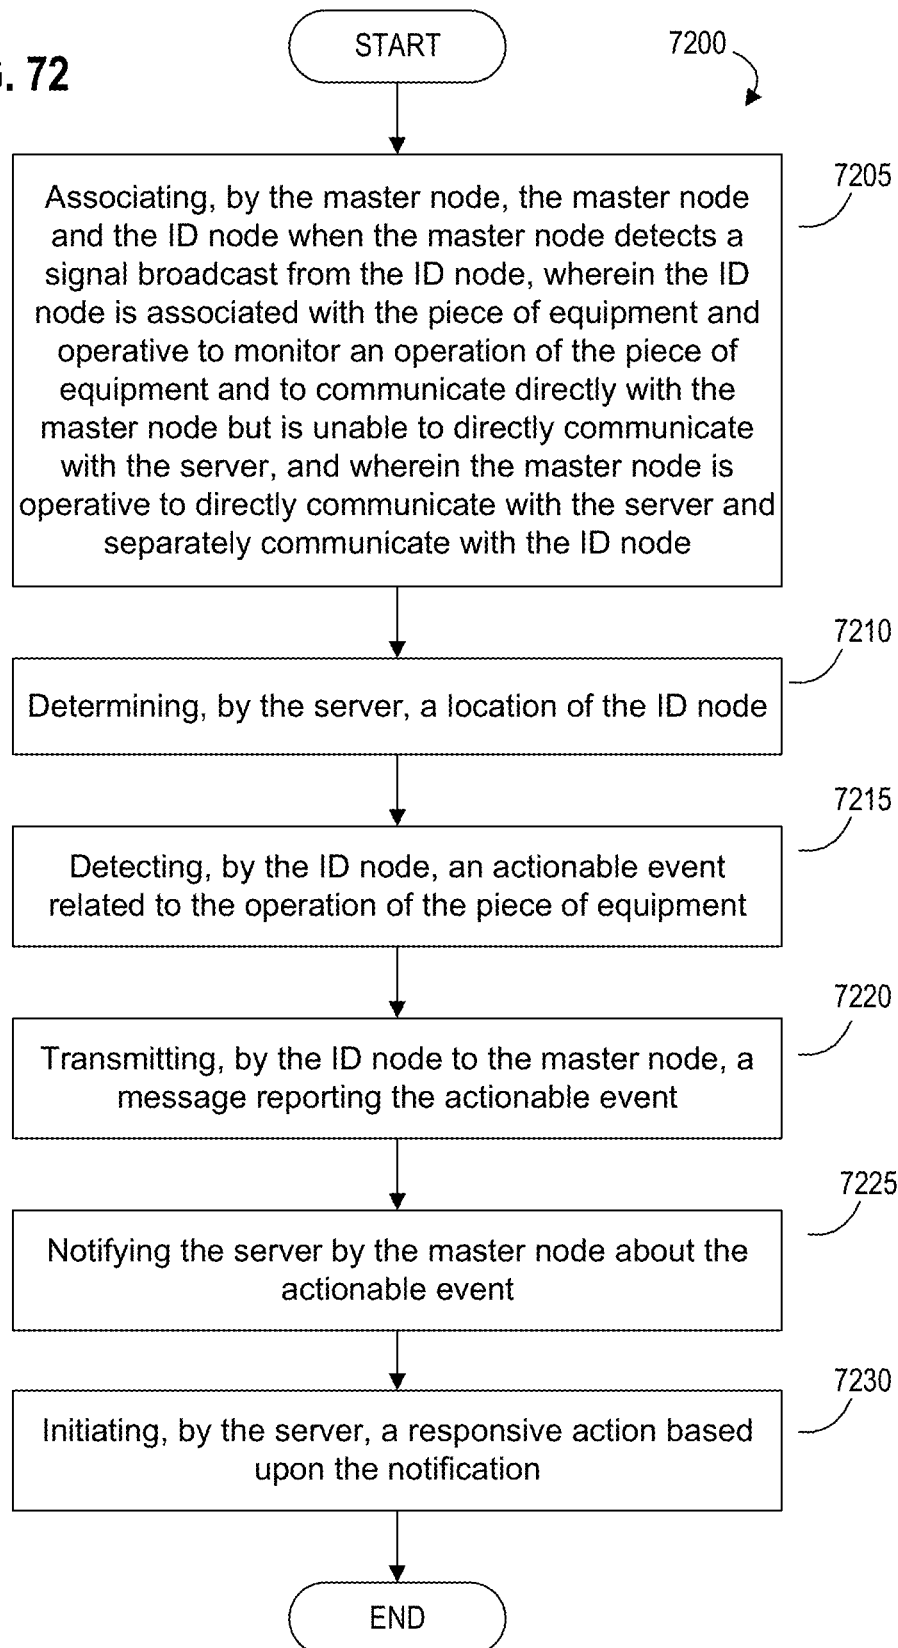 START
7200
. 72
Associating, by the master node, the master node
and the ID node when the master node detects a
signal broadcast from the ID node, wherein the ID
node is associated with the piece of equipment and
operative to monitor an operation of the piece of
equipment and to communicate directly with the
master node but is unable to directly communicate
with the server, and wherein the master node is
operative to directly communicate with the server and
separately communicate with the ID node
7205
Determining, by the server, a location of the ID node
7210
Detecting, by the ID node, an actionable event
related to the operation of the piece of equipment
7215
Transmitting, by the ID node to the master node, a
message reporting the actionable event
7220
Notifying the server by the master node about the
actionable event
7225
Initiating, by the server, a responsive action based
upon the notification
7230
END